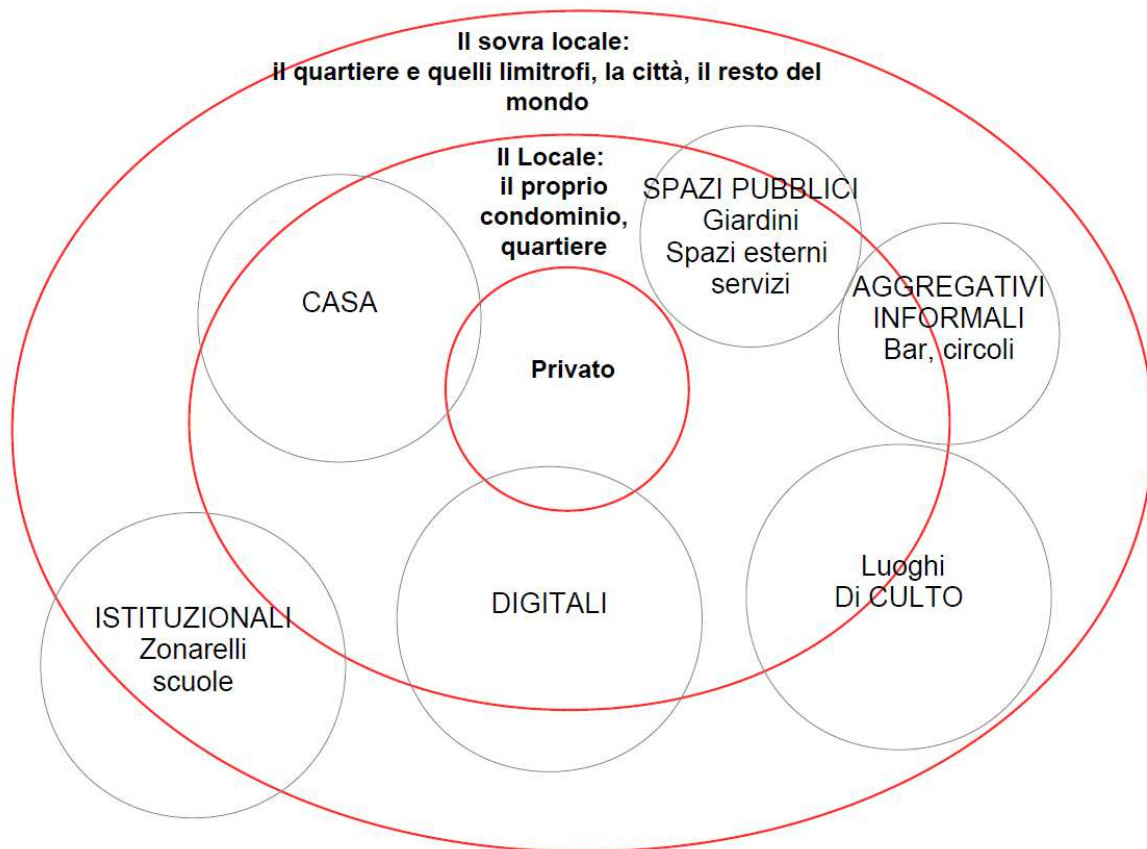 Il sovra locale:
il quartiere e quelli limitrofi, la città, il resto del
mondo
Il Locale:
il proprio
condominio,
quartiere
SPAZI PUBBLICI
Giardini
Spazi esterni
servizi
AGGREGATIVI
INFORMALI
Bar, circoli
CASA
Privato
Luoghi
Di CULTO
DIGITALI
ISTITUZIONALI
Zonarelli
scuole